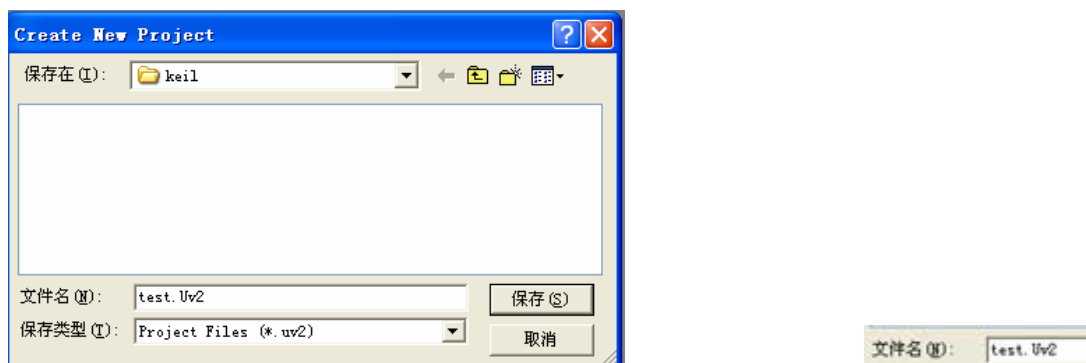 Create New Project
保存在(I): keil
文件名(N): test.Uv2 保存(S)
保存类型(T): Project Files (*.uv2) 取消
文件名(N): test.Uv2